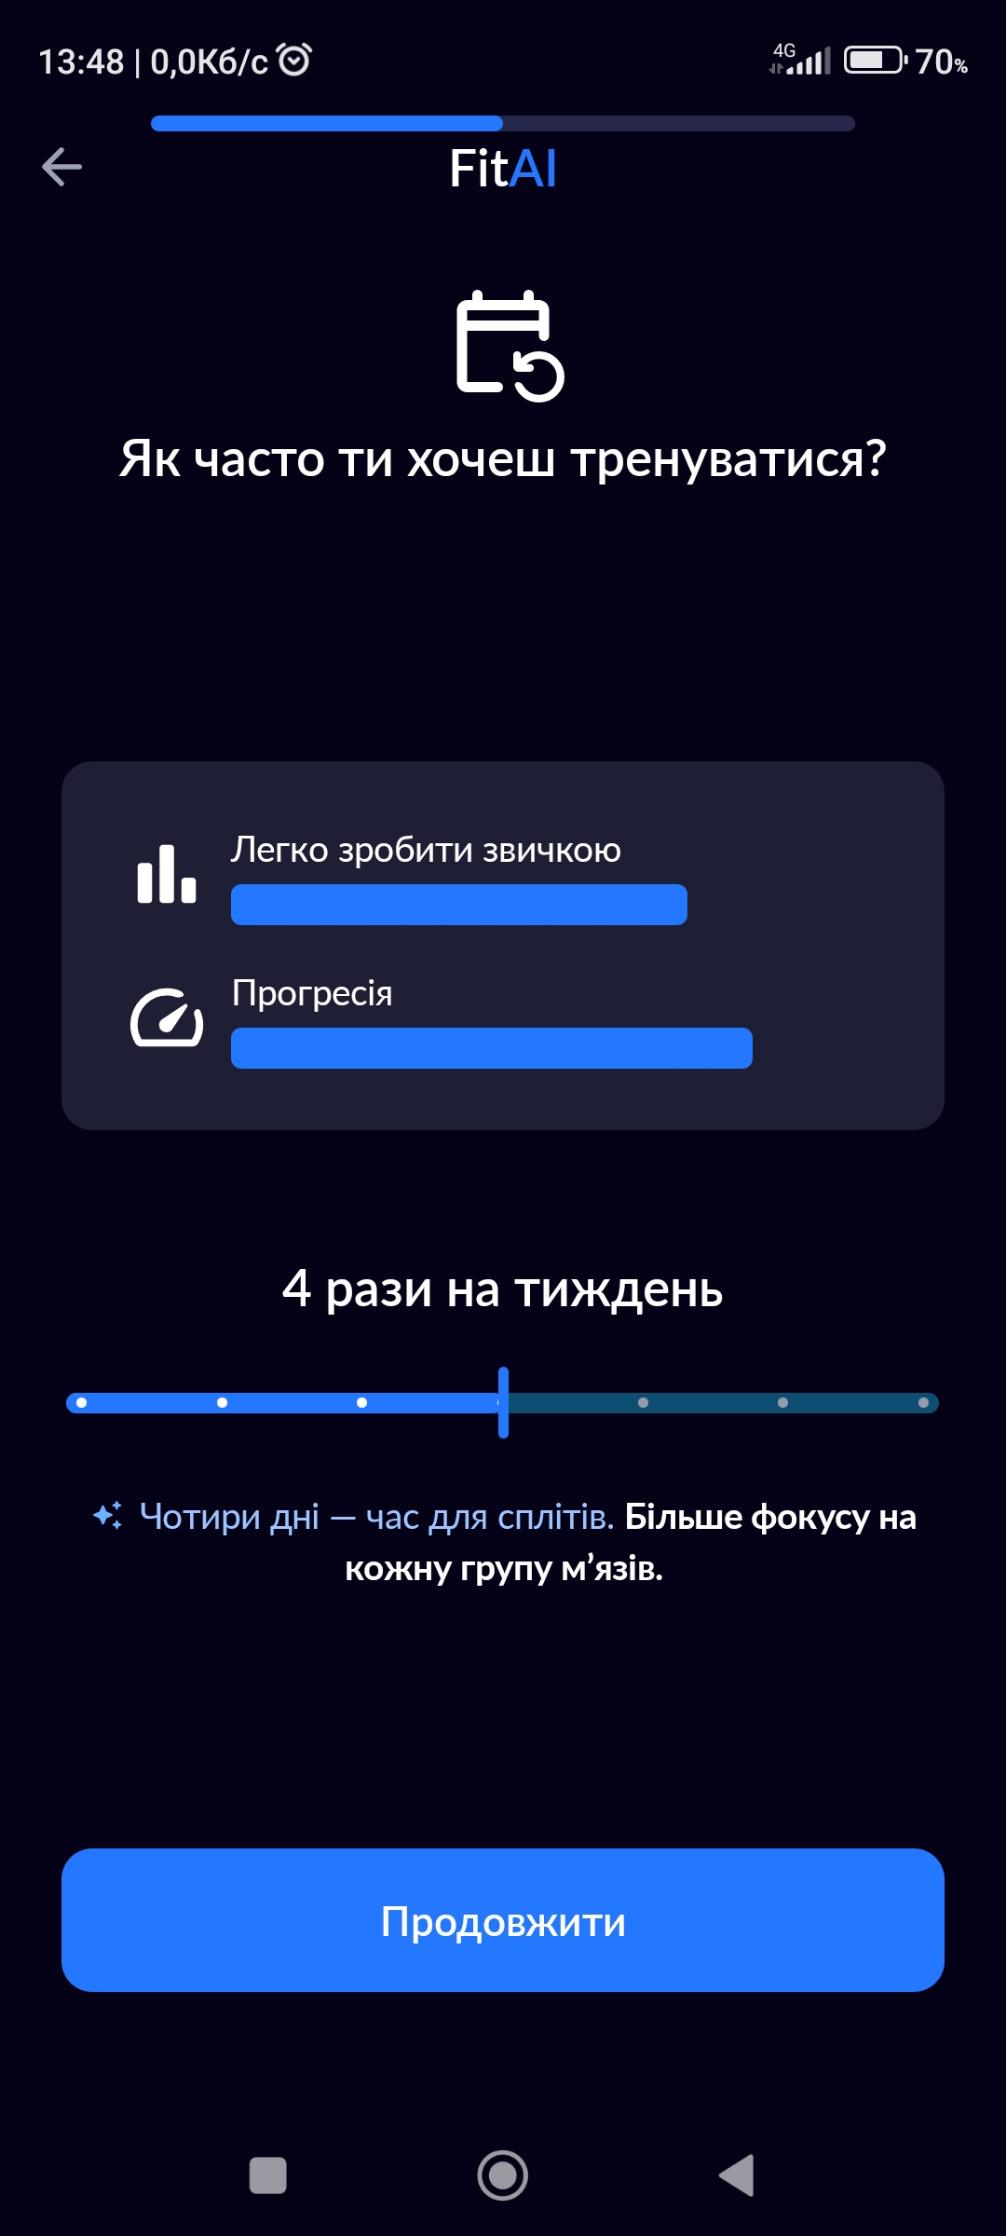 13:48 | 0,0Кб/с 4G 70%
FitAI
Як часто ти хочеш тренуватися?
Легко зробити звичкою
Прогресія
4 рази на тиждень
Чотири дні — час для сплітів. Більше фокусу на
кожну групу м’язів.
Продовжити